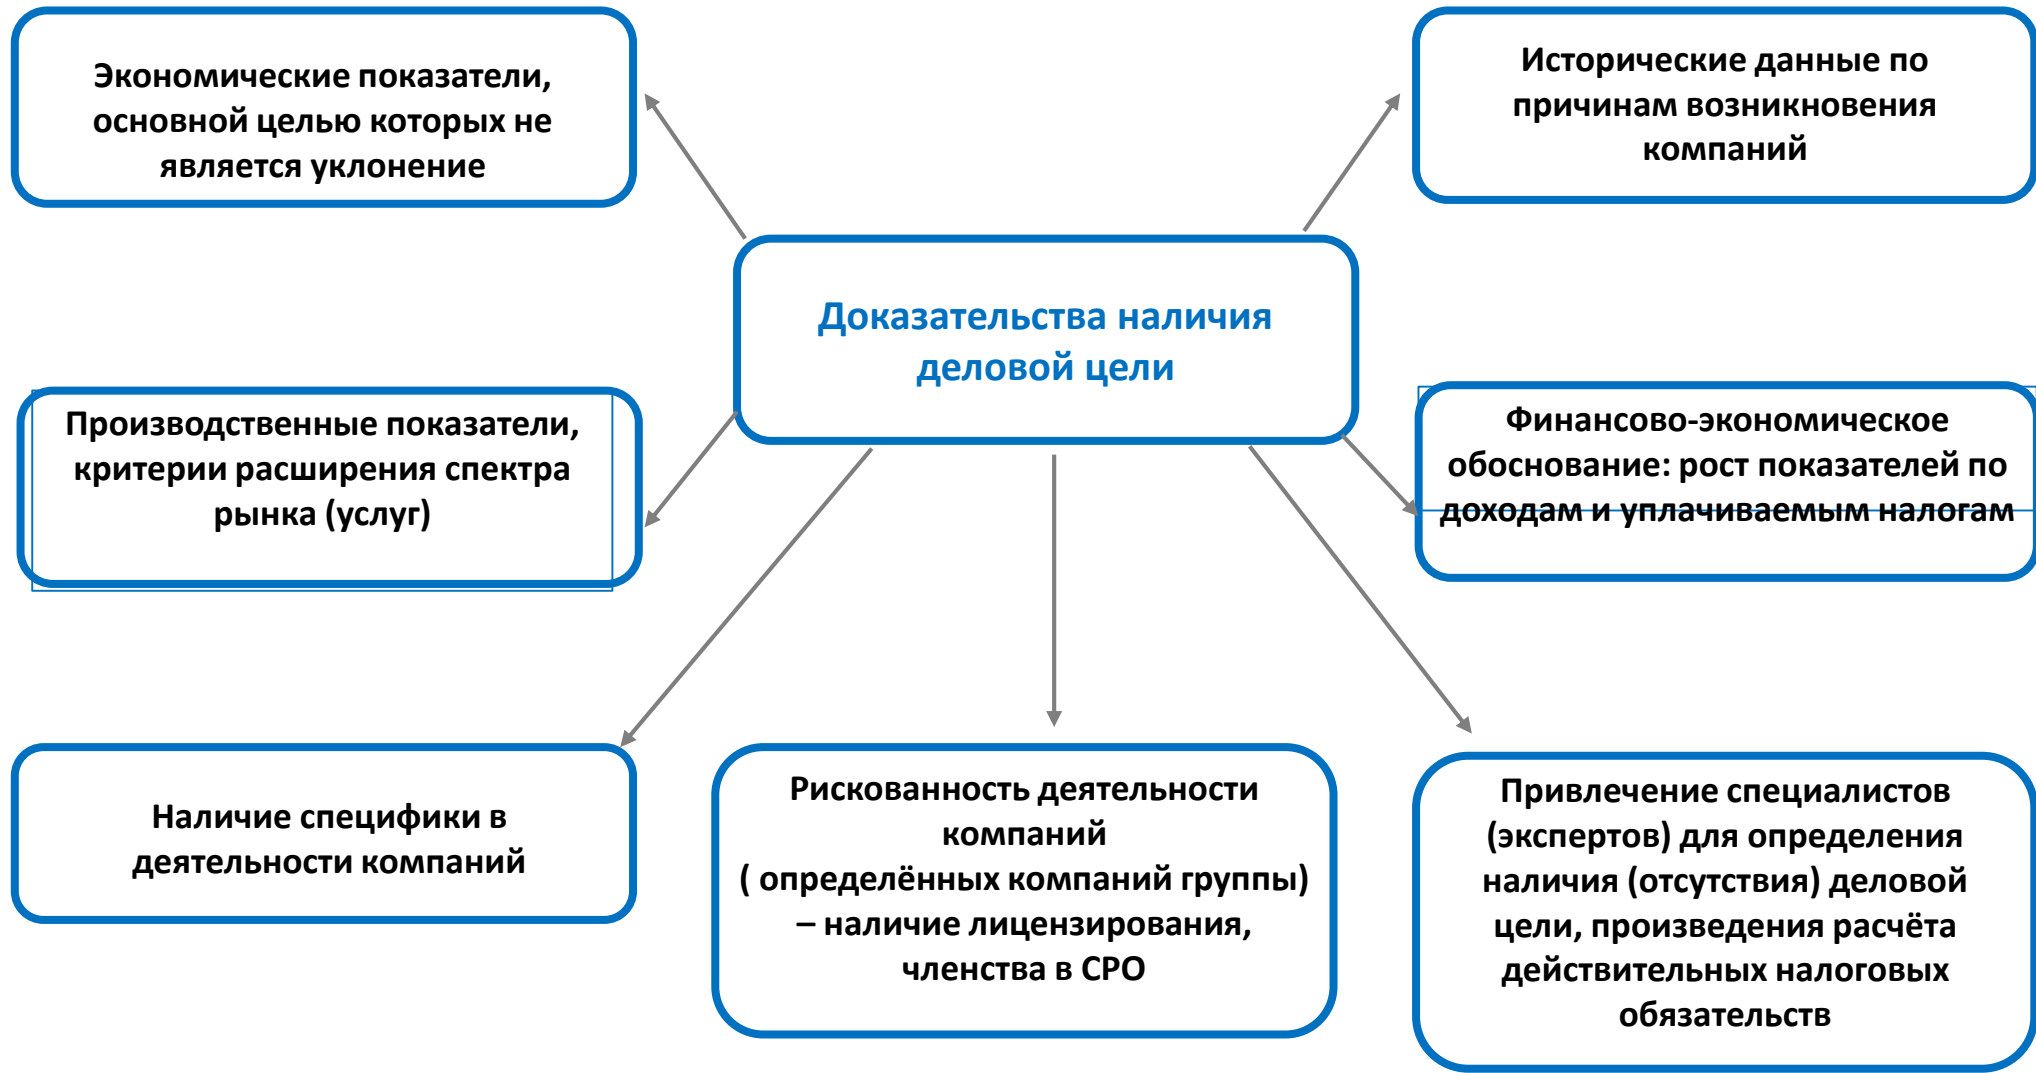 Экономические показатели,
основной целью которых не
является уклонение
Исторические данные по
причинам возникновения
компаний
Доказательства наличия
деловой цели
Производственные показатели,
критерии расширения спектра
рынка (услуг)
Финансово-экономическое
обоснование: рост показателей по
доходам и уплачиваемым налогам
Наличие специфики в
деятельности компаний
Рискованность деятельности
компаний
( определённых компаний группы)
– наличие лицензирования,
членства в СРО
Привлечение специалистов
(экспертов) для определения
наличия (отсутствия) деловой
цели, произведения расчёта
действительных налоговых
обязательств